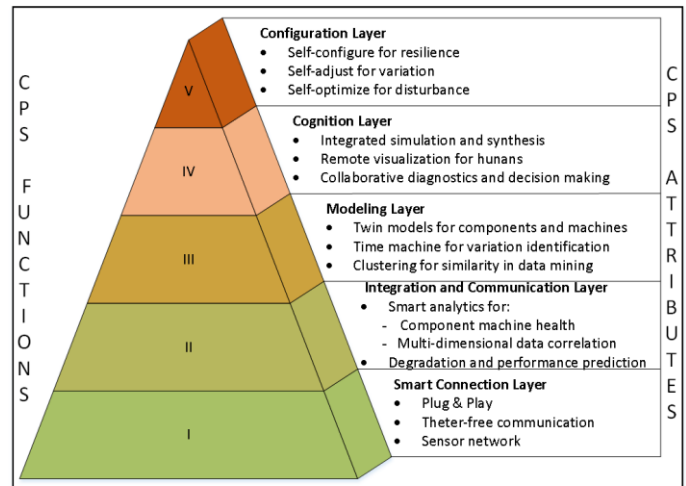 CPS FUNCTIONS
V
IV
III
II
I
Configuration Layer
• Self-configure for resilience
• Self-adjust for variation
• Self-optimize for disturbance
Cognition Layer
• Integrated simulation and synthesis
• Remote visualization for hunans
• Collaborative diagnostics and decision making
Modeling Layer
• Twin models for components and machines
• Time machine for variation identification
• Clustering for similarity in data mining
Integration and Communication Layer
• Smart analytics for:
- Component machine health
- Multi-dimensional data correlation
• Degradation and performance prediction
Smart Connection Layer
• Plug & Play
• Theter-free communication
• Sensor network
CPS ATTRIBUTES